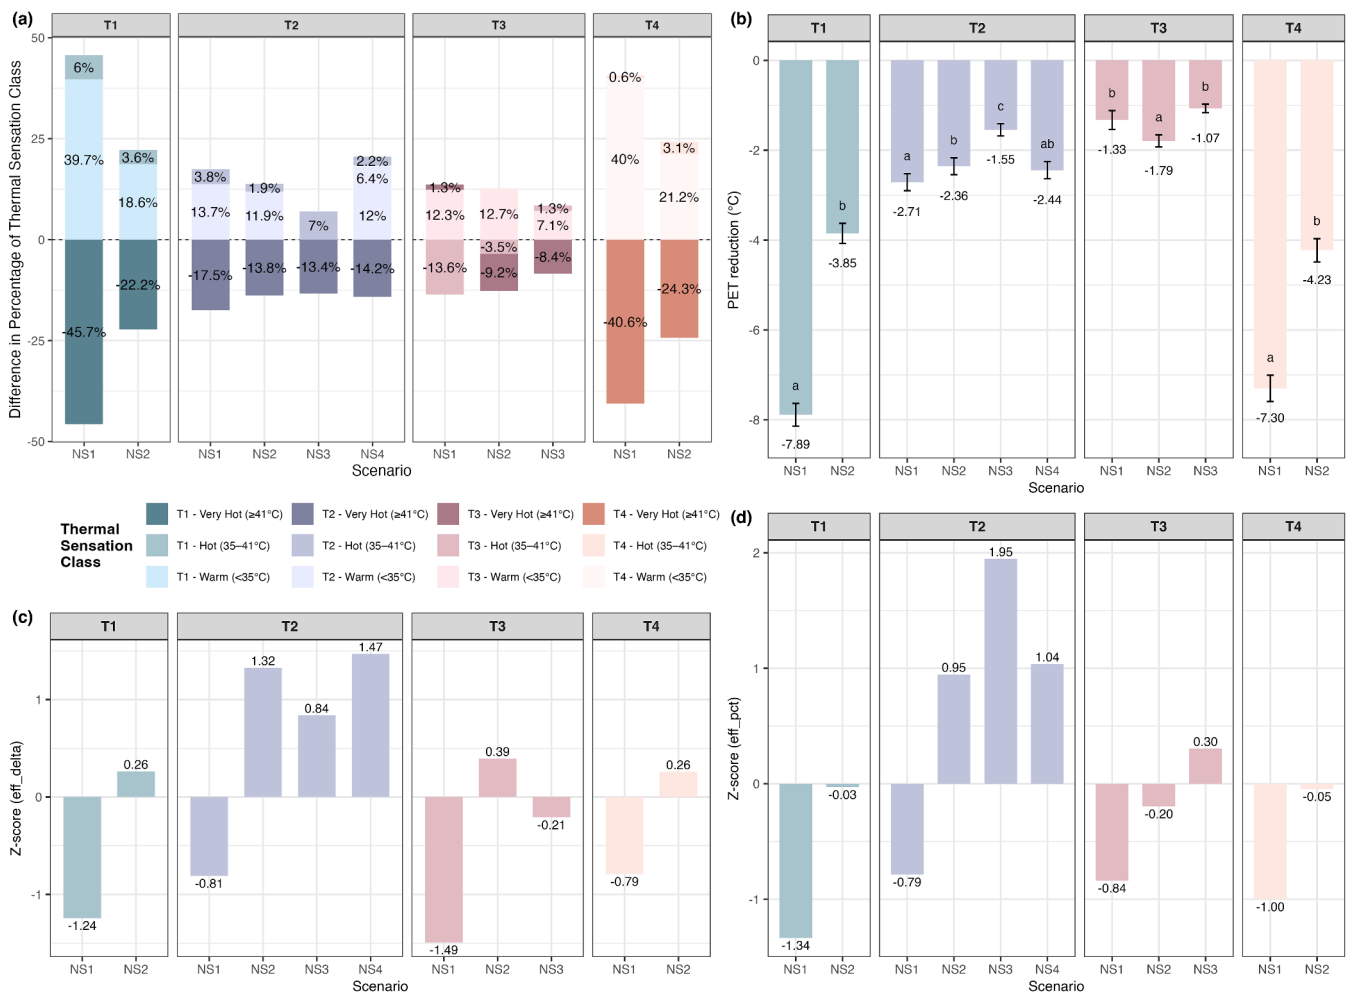 (a)
T1
T2
T3
T4
Difference in Percentage of Thermal Sensation Class
50
25
0
-25
-50
6%
39.7%
-45.7%
3.6%
18.6%
-22.2%
3.8%
13.7%
-17.5%
1.9%
11.9%
-13.8%
7%
-13.4%
2.2%
6.4%
12%
-14.2%
1.3%
12.3%
-13.6%
12.7%
-3.5%
-9.2%
1.3%
7.1%
-8.4%
0.6%
40%
-40.6%
3.1%
21.2%
-24.3%
NS1 NS2
NS1 NS2 NS3 NS4
NS1 NS2 NS3
NS1 NS2
Scenario
(b)
T1
T2
T3
T4
PET reduction (°C)
0
-2
-4
-6
-8
a
-7.89
b
-3.85
a
-2.71
b
-2.36
c
-1.55
ab
-2.44
b
-1.33
a
-1.79
b
-1.07
a
-7.30
b
-4.23
NS1 NS2
NS1 NS2 NS3 NS4
NS1 NS2 NS3
NS1 NS2
Scenario
Thermal
Sensation
Class
T1 - Very Hot (≥41°C)
T2 - Very Hot (≥41°C)
T3 - Very Hot (≥41°C)
T4 - Very Hot (≥41°C)
T1 - Hot (35–41°C)
T2 - Hot (35–41°C)
T3 - Hot (35–41°C)
T4 - Hot (35–41°C)
T1 - Warm (<35°C)
T2 - Warm (<35°C)
T3 - Warm (<35°C)
T4 - Warm (<35°C)
(c)
T1
T2
T3
T4
Z-score (eff_delta)
1
0
-1
-1.24
0.26
-0.81
1.32
0.84
1.47
-1.49
0.39
-0.21
-0.79
0.26
NS1 NS2
NS1 NS2 NS3 NS4
NS1 NS2 NS3
NS1 NS2
Scenario
(d)
T1
T2
T3
T4
Z-score (eff_pct)
2
1
0
-1
-1.34
-0.03
-0.79
0.95
1.95
1.04
-0.84
-0.20
0.30
-1.00
-0.05
NS1 NS2
NS1 NS2 NS3 NS4
NS1 NS2 NS3
NS1 NS2
Scenario